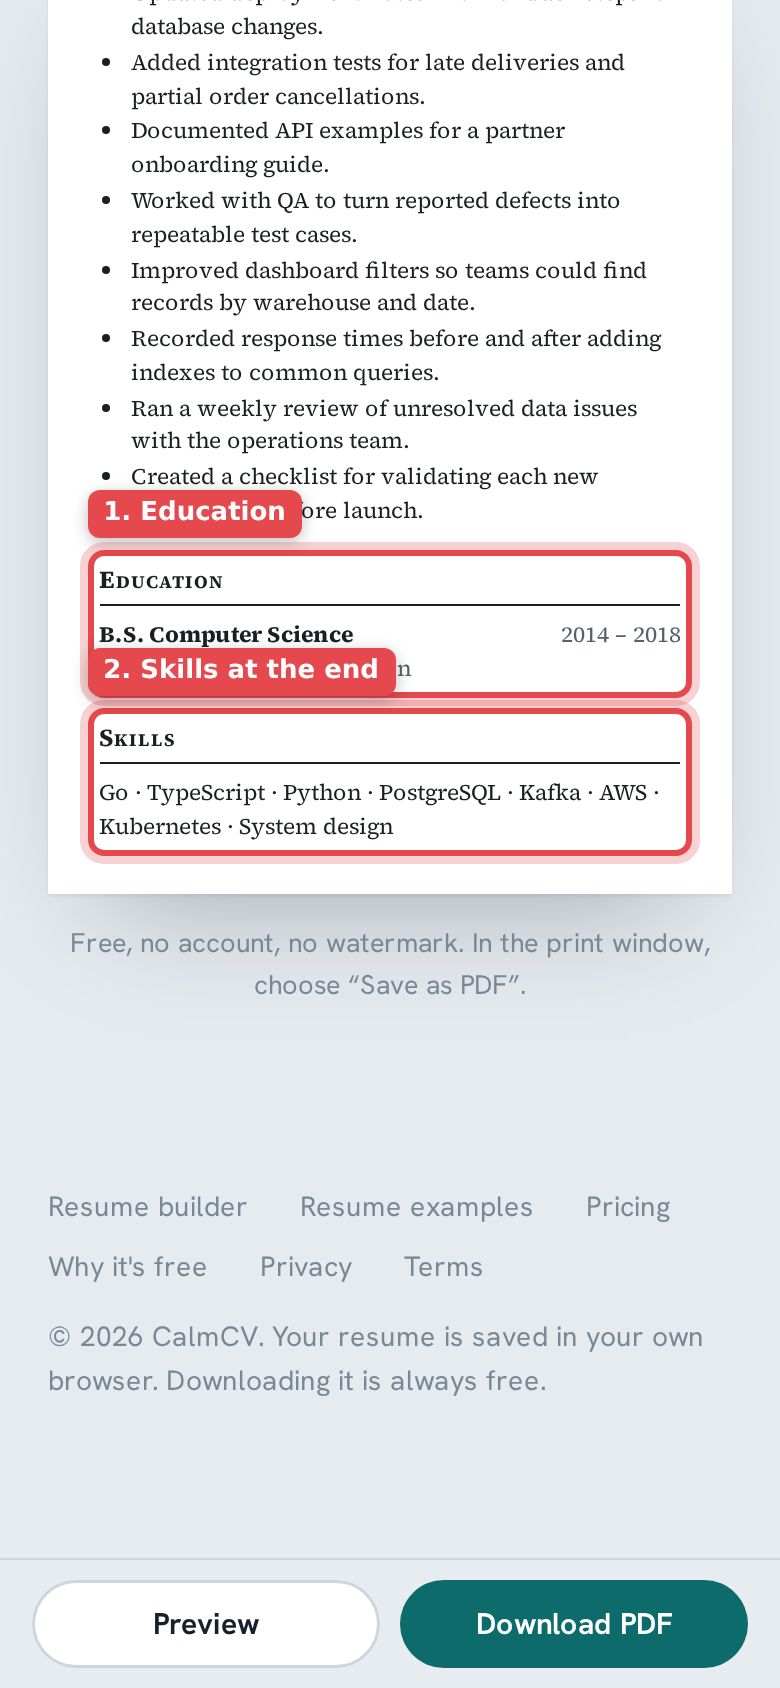 database changes.
• Added integration tests for late deliveries and
partial order cancellations.
• Documented API examples for a partner
onboarding guide.
• Worked with QA to turn reported defects into
repeatable test cases.
• Improved dashboard filters so teams could find
records by warehouse and date.
• Recorded response times before and after adding
indexes to common queries.
• Ran a weekly review of unresolved data issues
with the operations team.
• Created a checklist for validating each new
1. Education
launch.
Education
B.S. Computer Science 2014 – 2018
2. Skills at the end
Skills
Go · TypeScript · Python · PostgreSQL · Kafka · AWS ·
Kubernetes · System design
Free, no account, no watermark. In the print window,
choose “Save as PDF”.
Resume builder Resume examples Pricing
Why it's free Privacy Terms
© 2026 CalmCV. Your resume is saved in your own
browser. Downloading it is always free.
Preview Download PDF